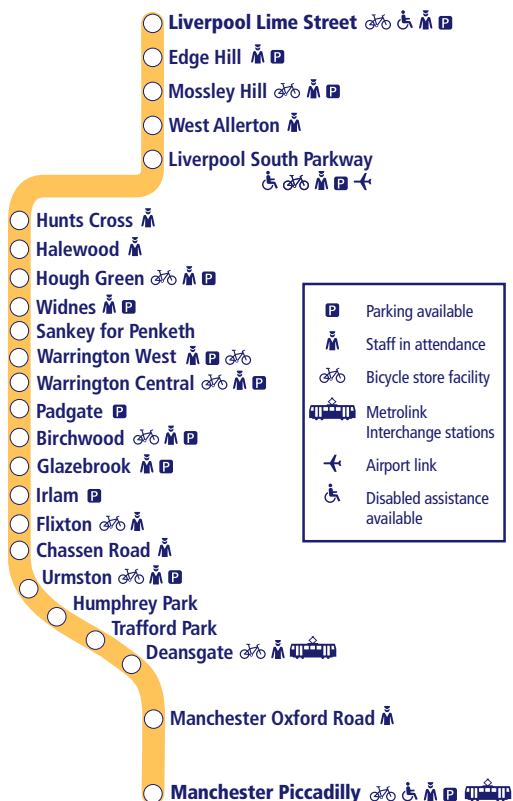 Liverpool Lime Street P
Edge Hill P
Mossley Hill P
West Allerton
Liverpool South Parkway
P
Hunts Cross
Halewood
Hough Green P
Widnes P
Sankey for Penketh
Warrington West P
Warrington Central P
Padgate P
Birchwood P
Glazebrook P
Irlam P
Flixton
Chassen Road
Urmston P
Humphrey Park
Trafford Park
Deansgate
Manchester Oxford Road
Manchester Piccadilly P
P Parking available
Staff in attendance
Bicycle store facility
Metrolink
Interchange stations
Airport link
Disabled assistance
available